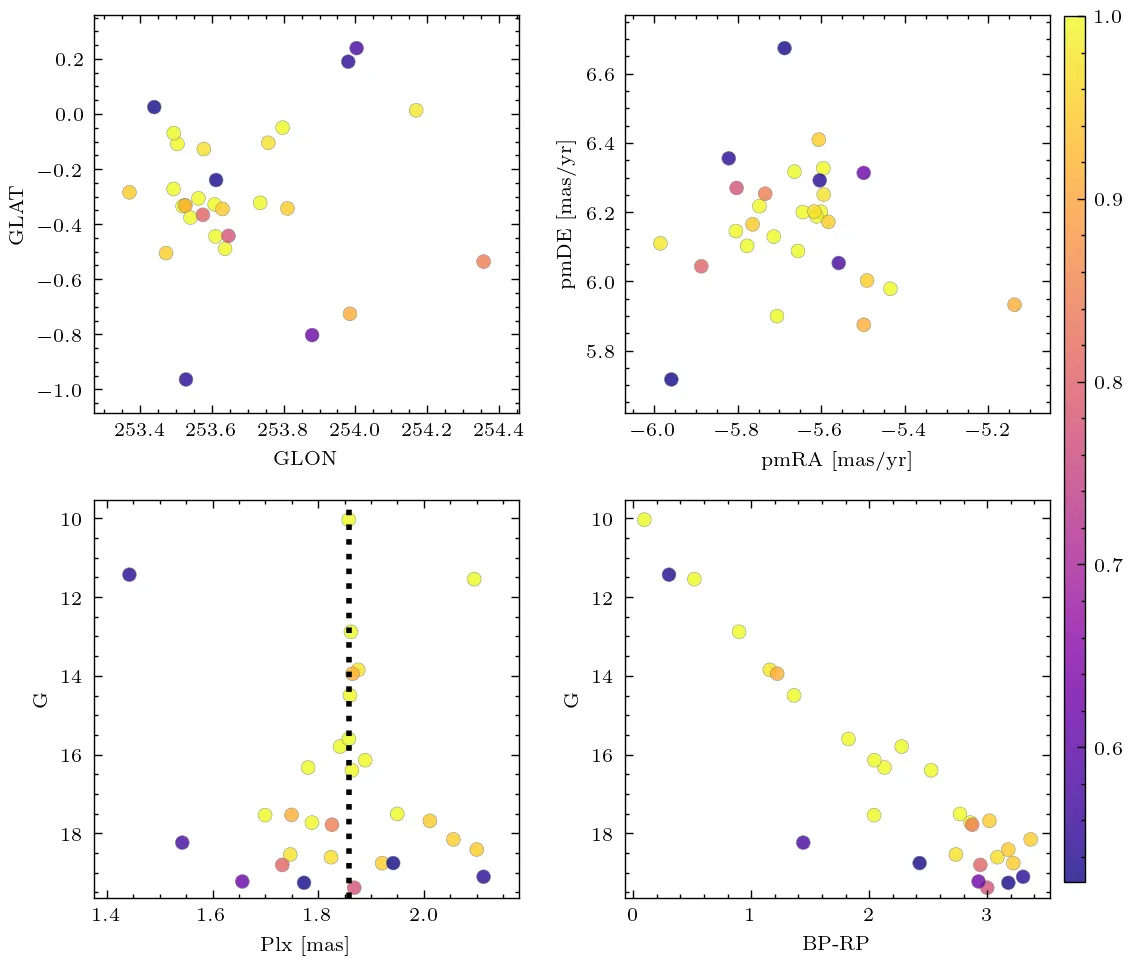 0.2
0.0
−0.2
−0.4
−0.6
−0.8
−1.0
GLAT
253.4 253.6 253.8 254.0 254.2 254.4
GLON
6.6
6.4
6.2
6.0
5.8
pmDE [mas/yr]
−6.0 −5.8 −5.6 −5.4 −5.2
pmRA [mas/yr]
10
12
14
16
18
G
1.4 1.6 1.8 2.0
Plx [mas]
10
12
14
16
18
G
0 1 2 3
BP-RP
1.0
0.9
0.8
0.7
0.6